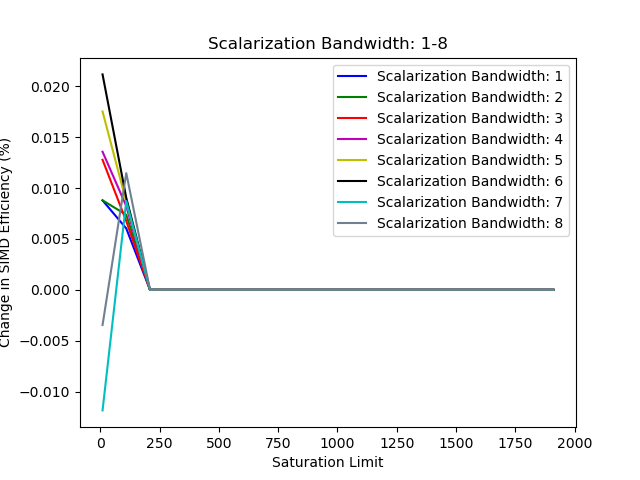 Scalarization Bandwidth: 1-8
Change in SIMD Efficiency (%)
0.020
0.015
0.010
0.005
0.000
−0.005
−0.010
Scalarization Bandwidth: 1
Scalarization Bandwidth: 2
Scalarization Bandwidth: 3
Scalarization Bandwidth: 4
Scalarization Bandwidth: 5
Scalarization Bandwidth: 6
Scalarization Bandwidth: 7
Scalarization Bandwidth: 8
0 250 500 750 1000 1250 1500 1750 2000
Saturation Limit